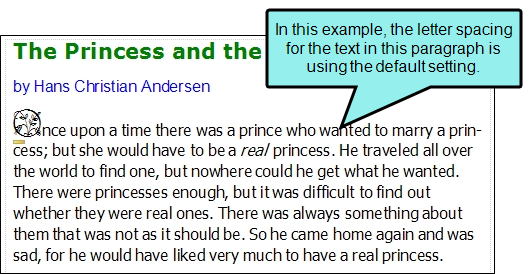 The Princess and the
by Hans Christian Andersen
In this example, the letter spacing
for the text in this paragraph is
using the default setting.
Once upon a time there was a prince who wanted to marry a prin-
cess; but she would have to be a real princess. He traveled all over
the world to find one, but nowhere could he get what he wanted.
There were princesses enough, but it was difficult to find out
whether they were real ones. There was always something about
them that was not as it should be. So he came home again and was
sad, for he would have liked very much to have a real princess.